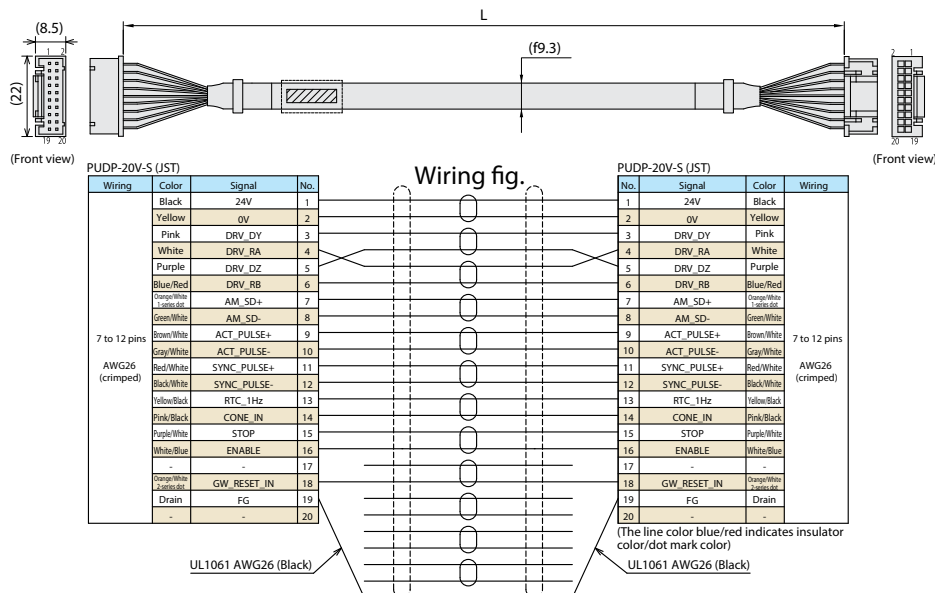 L
(8.5)
(f9.3)
(22)
1 2
19 20
2 1
20 19
(Front view)
(Front view)
Wiring fig.
PUDP-20V-S (JST)
Wiring Color Signal No.
Black 24V 1
Yellow 0V 2
Pink DRV_DY 3
White DRV_RA 4
Purple DRV_DZ 5
Blue/Red DRV_RB 6
Orange/White 1-series dot AM_SD+ 7
Green/White AM_SD- 8
Brown/White ACT_PULSE+ 9
Gray/White ACT_PULSE- 10
Red/White SYNC_PULSE+ 11
Black/White SYNC_PULSE- 12
Yellow/Black RTC_1Hz 13
Pink/Black CONE_IN 14
Purple/White STOP 15
White/Blue ENABLE 16
- - 17
Orange/White 2-series dot GW_RESET_IN 18
Drain FG 19
- - 20
7 to 12 pins
AWG26
(crimped)
UL1061 AWG26 (Black)
PUDP-20V-S (JST)
No. Signal Color Wiring
1 24V Black
2 0V Yellow
3 DRV_DY Pink
4 DRV_RA White
5 DRV_DZ Purple
6 DRV_RB Blue/Red
7 AM_SD+ Orange/White 1-series dot
8 AM_SD- Green/White
9 ACT_PULSE+ Brown/White
10 ACT_PULSE- Gray/White
11 SYNC_PULSE+ Red/White
12 SYNC_PULSE- Black/White
13 RTC_1Hz Yellow/Black
14 CONE_IN Pink/Black
15 STOP Purple/White
16 ENABLE White/Blue
17 - -
18 GW_RESET_IN Orange/White 2-series dot
19 FG Drain
20 - -
7 to 12 pins
AWG26
(crimped)
(The line color blue/red indicates insulator
color/dot mark color)
UL1061 AWG26 (Black)